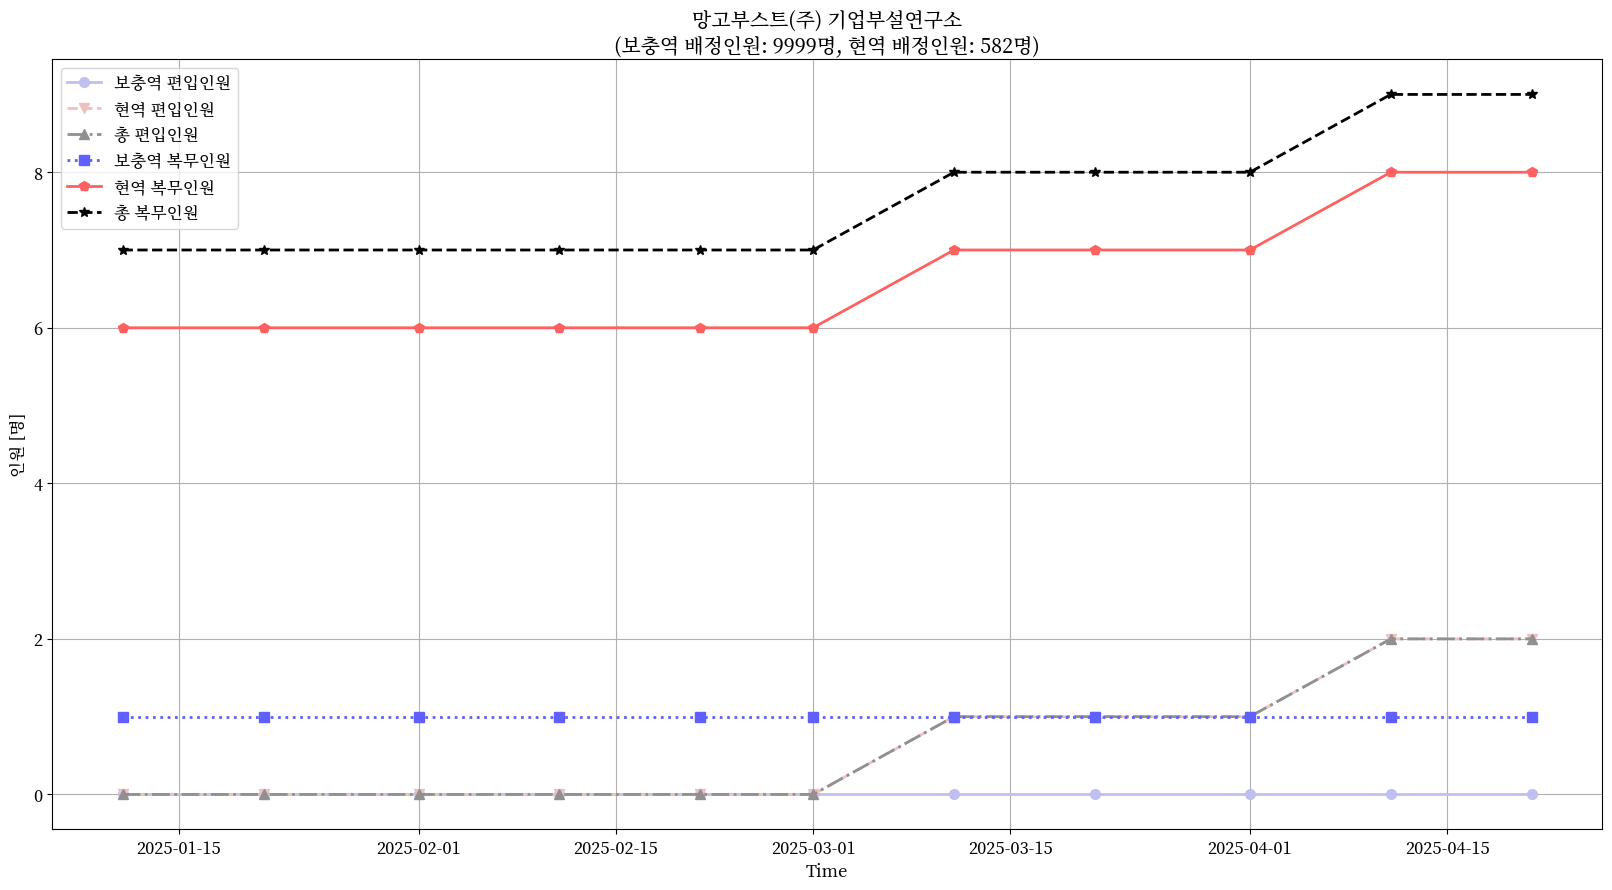 망고부스트(주) 기업부설연구소
(보충역 배정인원: 9999명, 현역 배정인원: 582명)
보충역 편입인원
현역 편입인원
총 편입인원
보충역 복무인원
현역 복무인원
총 복무인원
인원 [명]
8
6
4
2
0
2025-01-15
2025-02-01
2025-02-15
2025-03-01
2025-03-15
2025-04-01
2025-04-15
Time